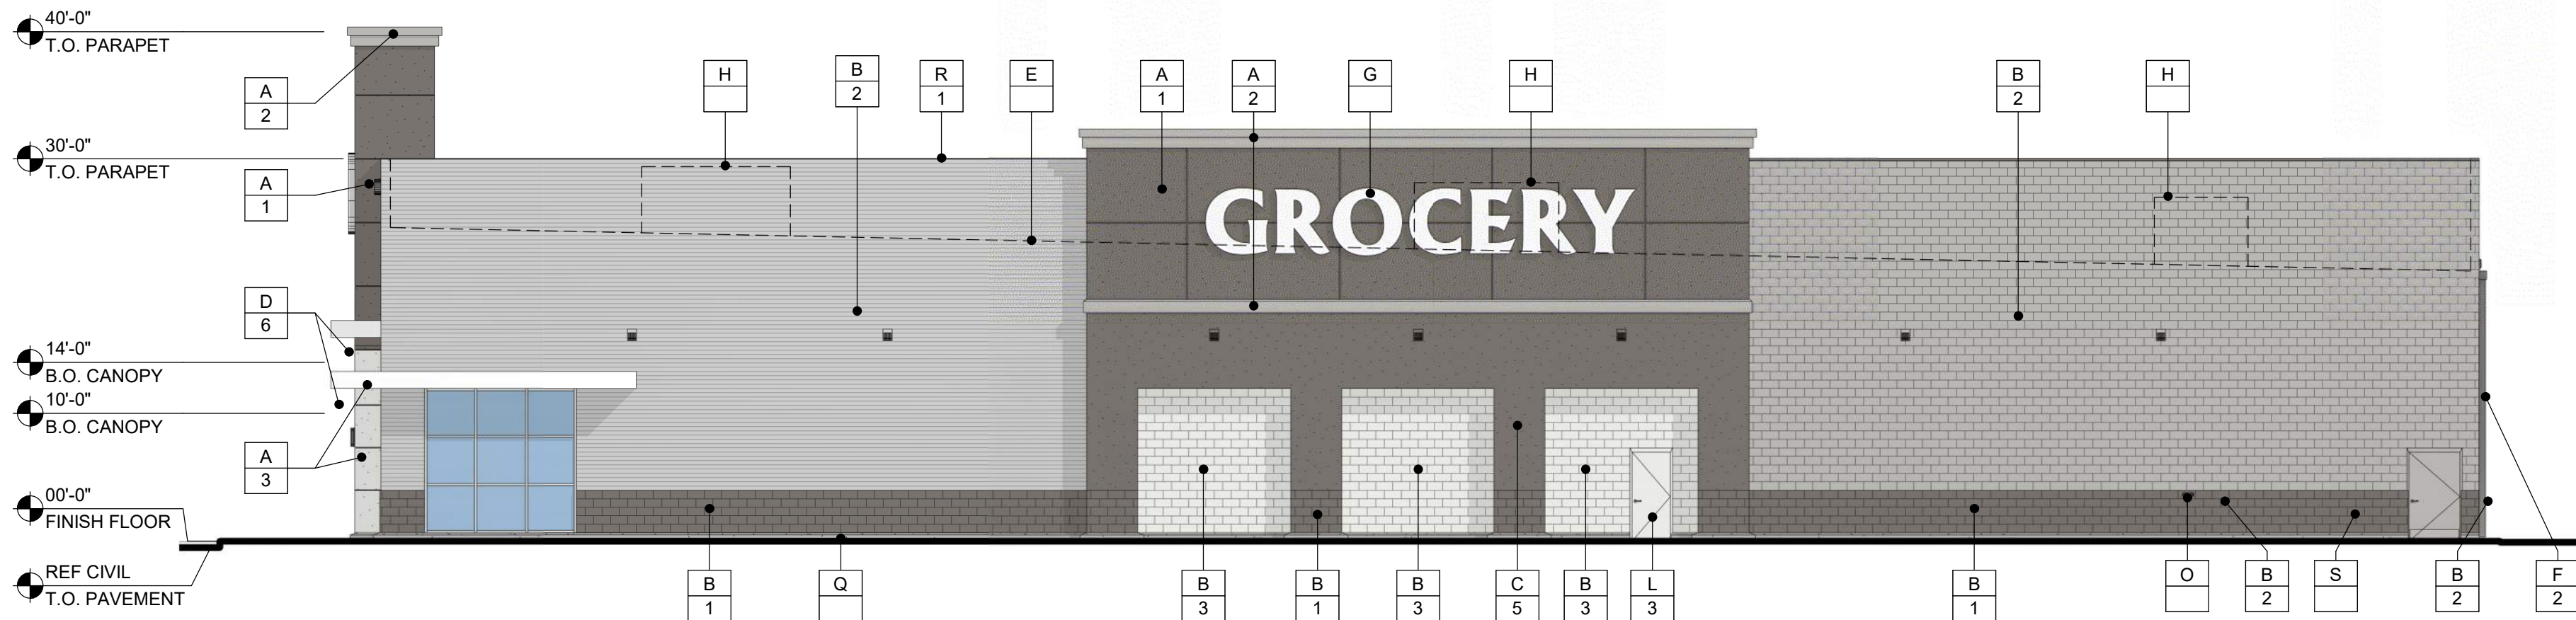 40'-0"
T.O. PARAPET
A
2
H
B
2
R
1
E
A
1
A
2
G
H
B
2
H
30'-0"
T.O. PARAPET
A
1
GROCERY
D
6
14'-0"
B.O. CANOPY
10'-0"
B.O. CANOPY
A
3
00'-0"
FINISH FLOOR
REF CIVIL
T.O. PAVEMENT
B
1
Q
B
3
B
1
B
3
C
5
B
3
L
3
B
1
O
B
2
S
B
2
F
2